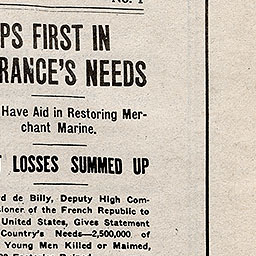 No. 1
PS FIRST IN
RANCE'S NEEDS
Have Aid in Restoring Mer-
chant Marine.
LOSSES SUMMED UP
rd de Billy, Deputy High Com-
sioner of the French Republic to
United States, Gives Statement
Country's Needs—2,500,000 of
Young Men Killed or Maimed,